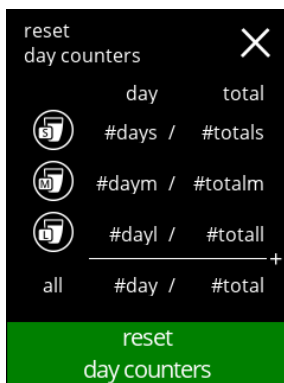 reset
day counters
day total
S #days / #totals
M #daym / #totalm
L #dayl / #totall
+
all #day / #total
reset
day counters